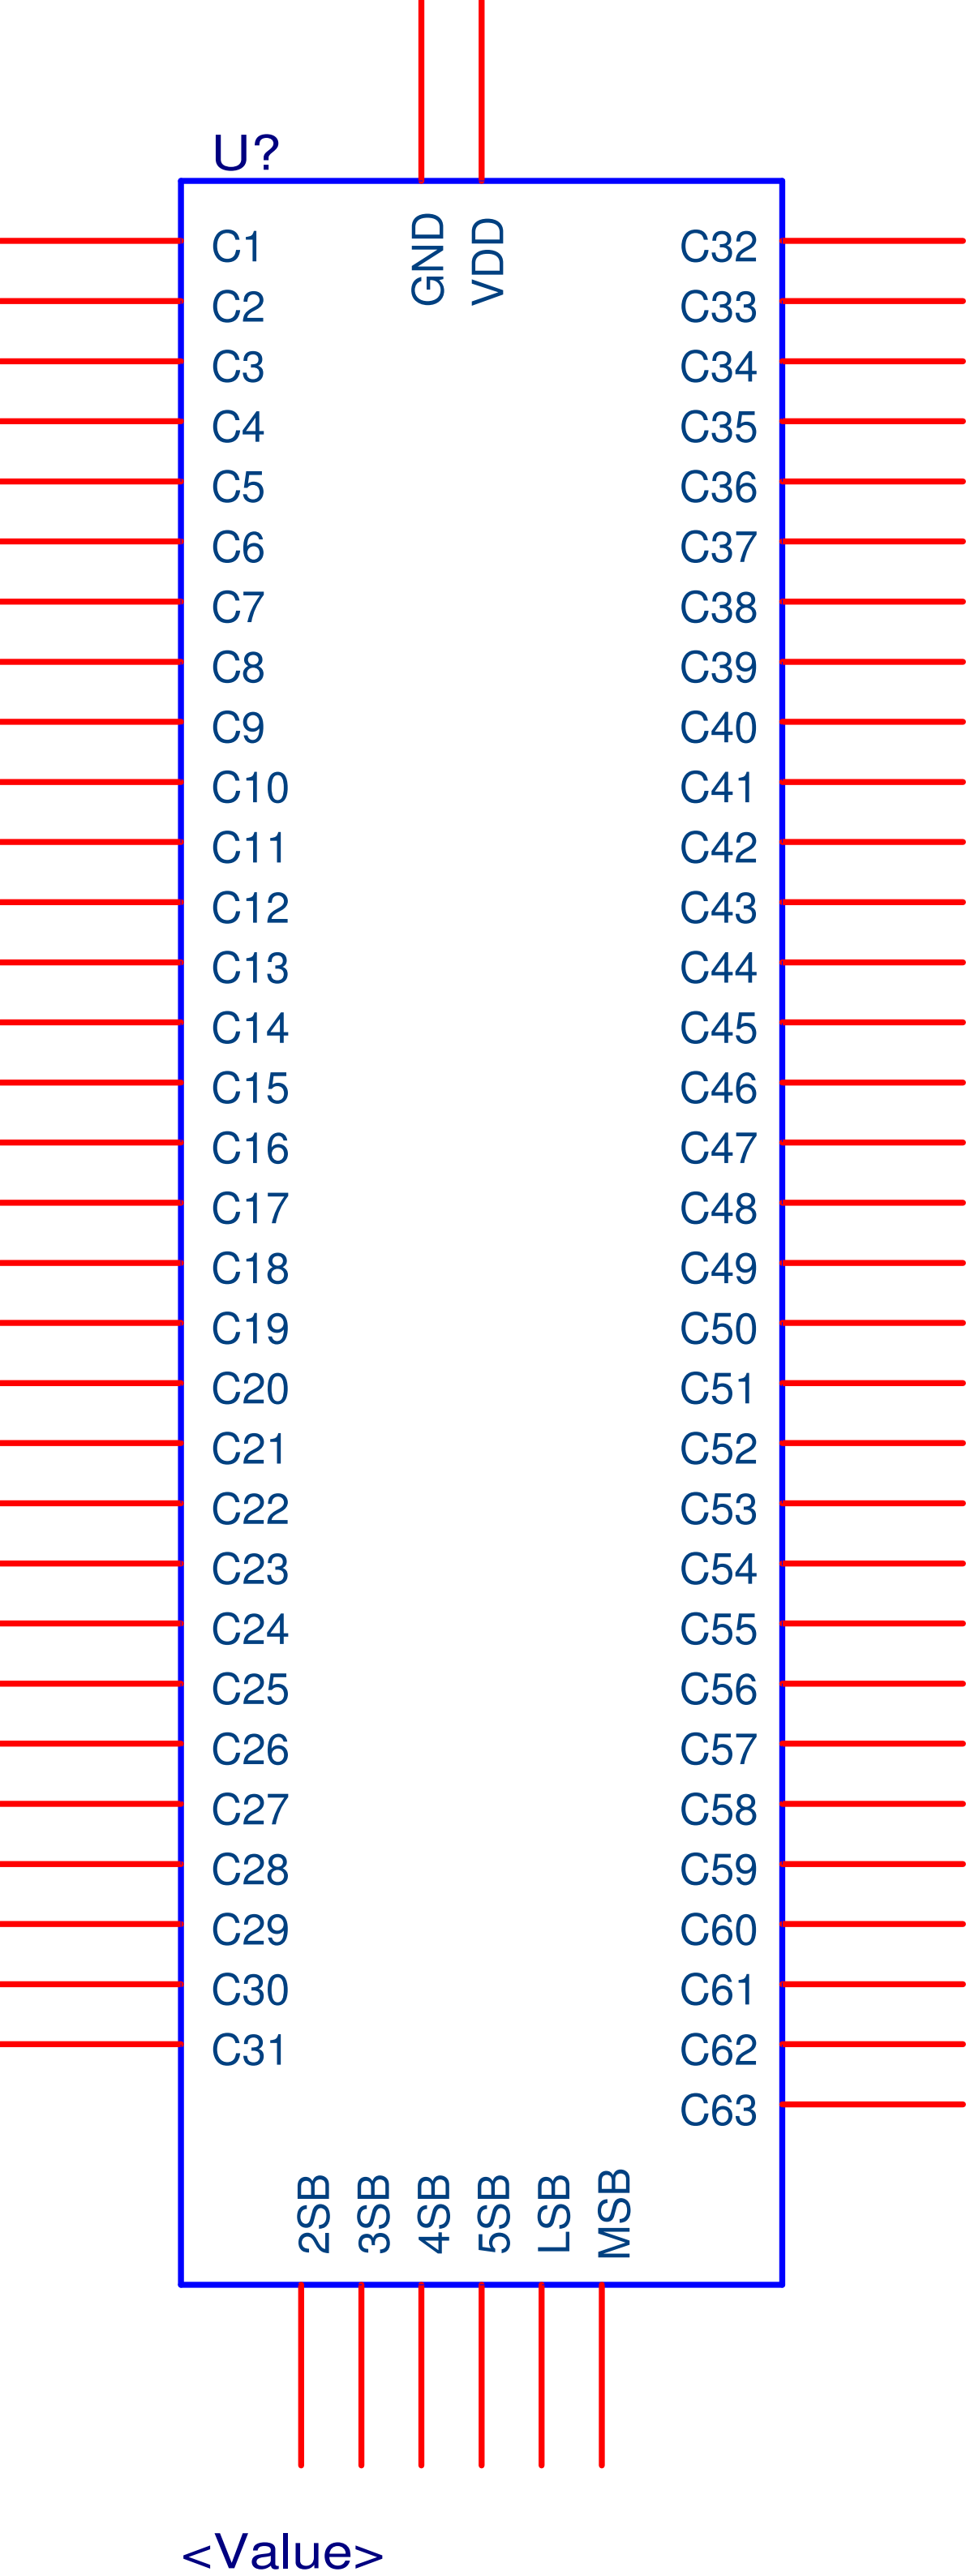 U?
GND VDD
C1 C32
C2 C33
C3 C34
C4 C35
C5 C36
C6 C37
C7 C38
C8 C39
C9 C40
C10 C41
C11 C42
C12 C43
C13 C44
C14 C45
C15 C46
C16 C47
C17 C48
C18 C49
C19 C50
C20 C51
C21 C52
C22 C53
C23 C54
C24 C55
C25 C56
C26 C57
C27 C58
C28 C59
C29 C60
C30 C61
C31 C62
C63
2SB 3SB 4SB 5SB LSB MSB
<Value>